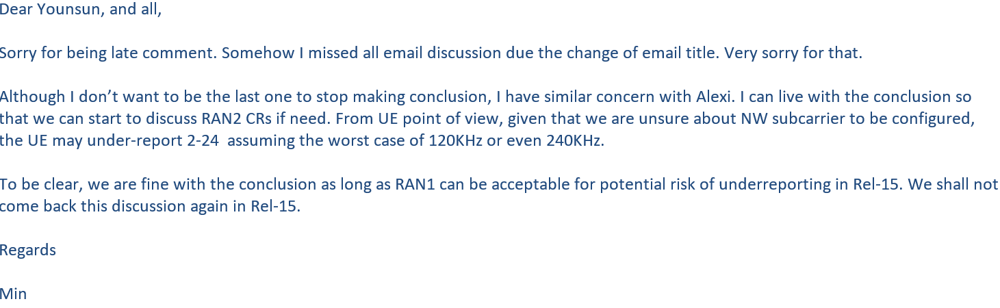 Dear Younsun, and all,
Sorry for being late comment. Somehow I missed all email discussion due the change of email title. Very sorry for that.
Although I don’t want to be the last one to stop making conclusion, I have similar concern with Alexi. I can live with the conclusion so
that we can start to discuss RAN2 CRs if need. From UE point of view, given that we are unsure about NW subcarrier to be configured,
the UE may under-report 2-24  assuming the worst case of 120KHz or even 240KHz.
To be clear, we are fine with the conclusion as long as RAN1 can be acceptable for potential risk of underreporting in Rel-15. We shall not
come back this discussion again in Rel-15.
Regards
Min